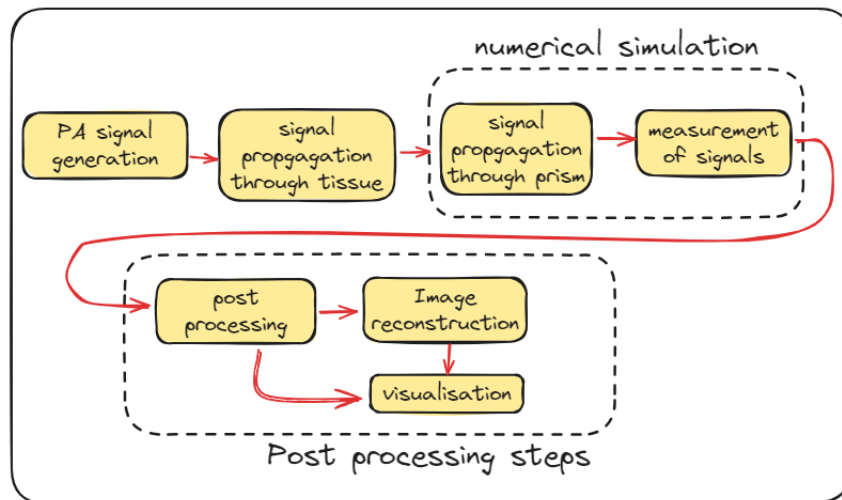 numerical simulation
PA signal
generation
signal
propgagation
through tissue
signal
propgagation
through prism
measurement
of signals
post
processing
Image
reconstruction
visualisation
Post processing steps